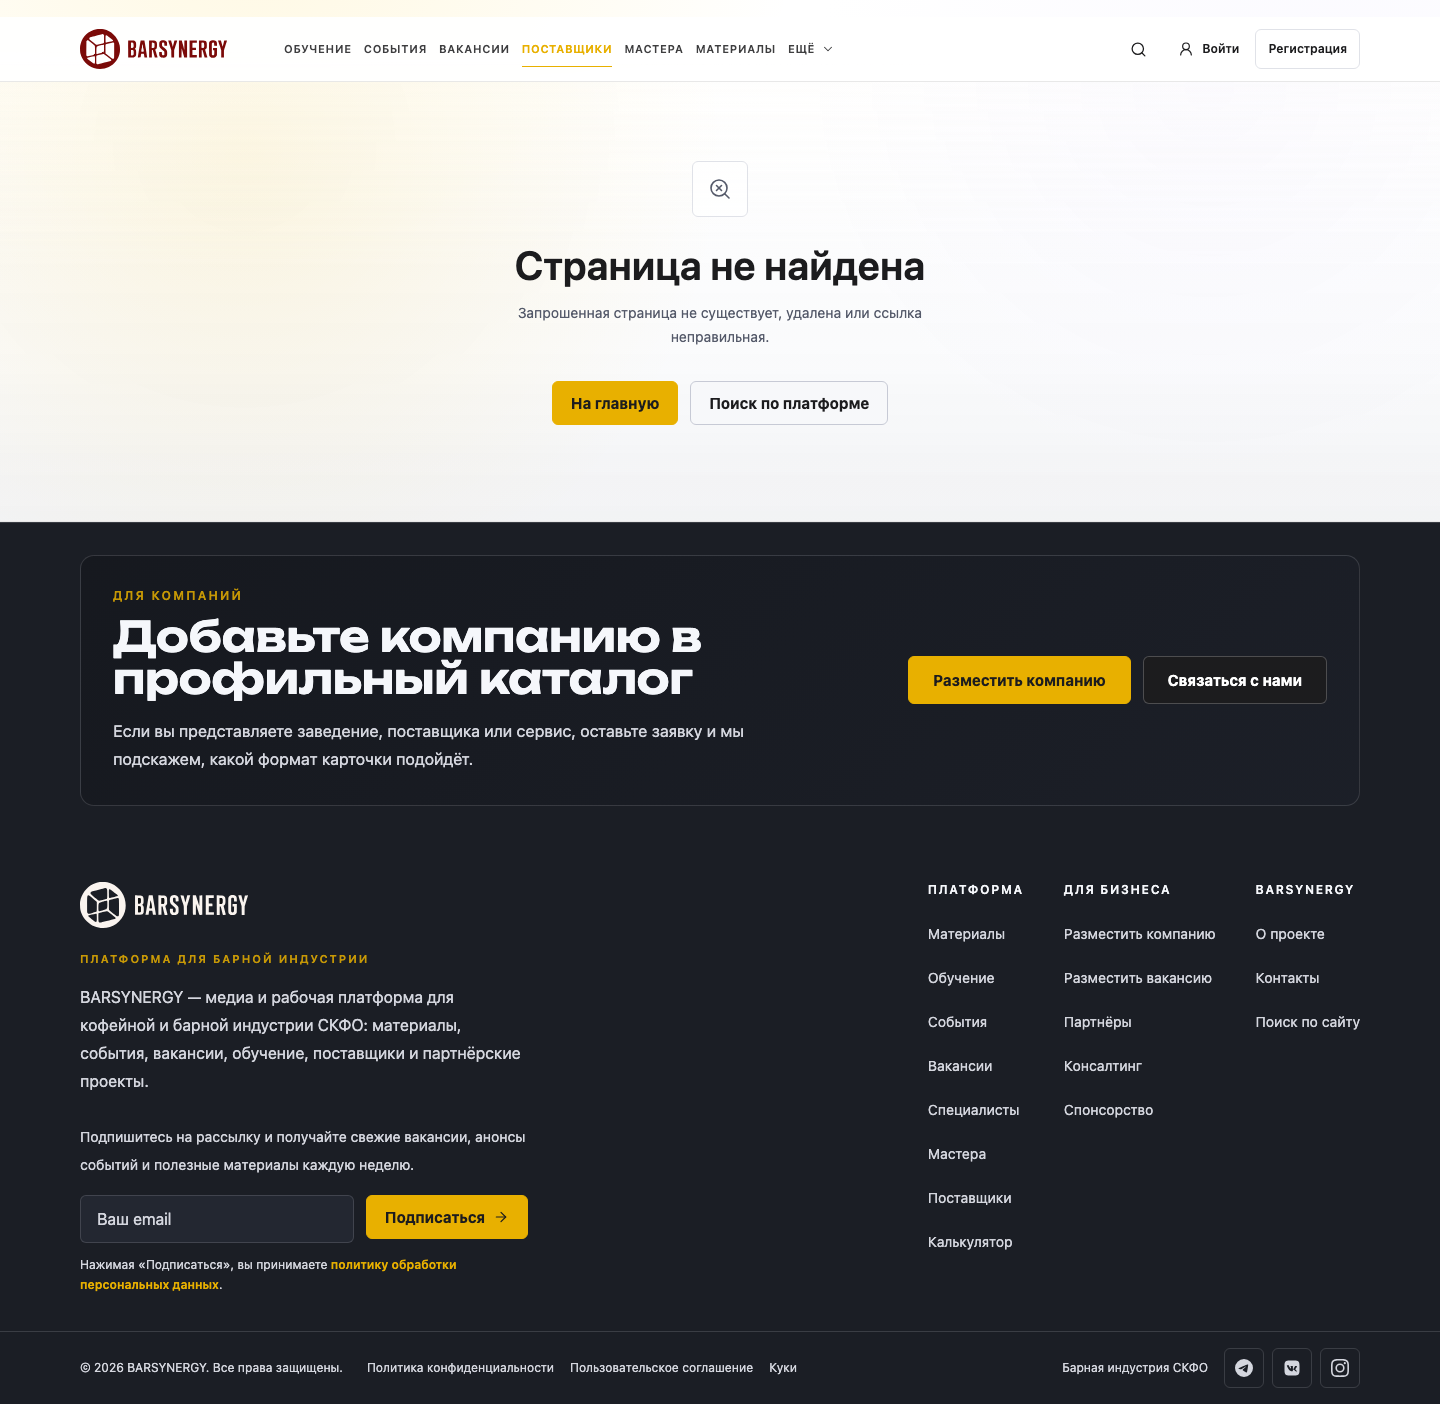 BARSYNERGY
ОБУЧЕНИЕ СОБЫТИЯ ВАКАНСИИ ПОСТАВЩИКИ МАСТЕРА МАТЕРИАЛЫ ЕЩЁ
Войти
Регистрация
Страница не найдена
Запрошенная страница не существует, удалена или ссылка
неправильная.
На главную
Поиск по платформе
ДЛЯ КОМПАНИЙ
Добавьте компанию в
профильный каталог
Если вы представляете заведение, поставщика или сервис, оставьте заявку и мы
подскажем, какой формат карточки подойдёт.
Разместить компанию
Связаться с нами
BARSYNERGY
ПЛАТФОРМА ДЛЯ БАРНОЙ ИНДУСТРИИ
BARSYNERGY — медиа и рабочая платформа для
кофейной и барной индустрии СКФО: материалы,
события, вакансии, обучение, поставщики и партнёрские
проекты.
Подпишитесь на рассылку и получайте свежие вакансии, анонсы
событий и полезные материалы каждую неделю.
Ваш email
Подписаться
Нажимая «Подписаться», вы принимаете политику обработки
персональных данных.
ПЛАТФОРМА
Материалы
Обучение
События
Вакансии
Специалисты
Мастера
Поставщики
Калькулятор
ДЛЯ БИЗНЕСА
Разместить компанию
Разместить вакансию
Партнёры
Консалтинг
Спонсорство
BARSYNERGY
О проекте
Контакты
Поиск по сайту
© 2026 BARSYNERGY. Все права защищены.
Политика конфиденциальности
Пользовательское соглашение
Куки
Барная индустрия СКФО